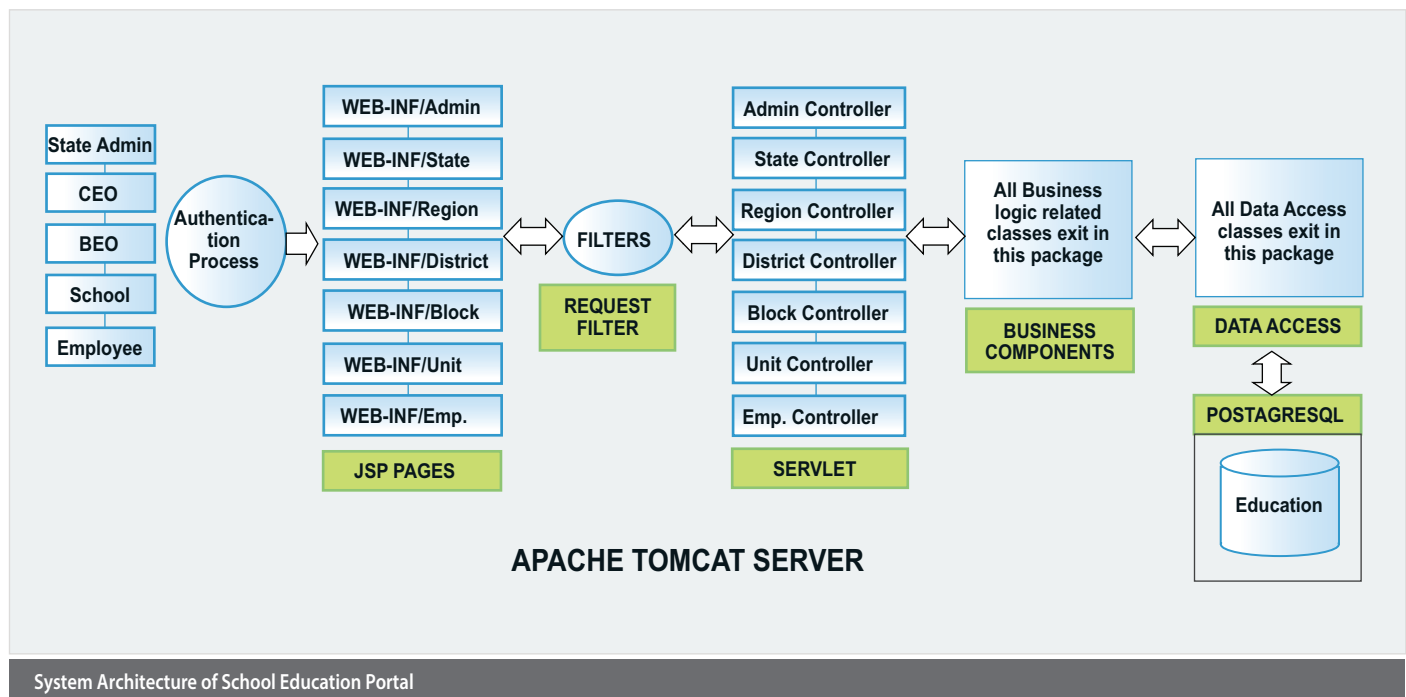 State Admin
CEO
BEO
School
Employee
Authentica-
tion
Process
WEB-INF/Admin
WEB-INF/State
WEB-INF/Region
WEB-INF/District
WEB-INF/Block
WEB-INF/Unit
WEB-INF/Emp.
JSP PAGES
FILTERS
REQUEST
FILTER
Admin Controller
State Controller
Region Controller
District Controller
Block Controller
Unit Controller
Emp. Controller
SERVLET
All Business
logic related
classes exit in
this package
BUSINESS
COMPONENTS
All Data Access
classes exit in
this package
DATA ACCESS
POSTAGRESQL
Education
APACHE TOMCAT SERVER
System Architecture of School Education Portal